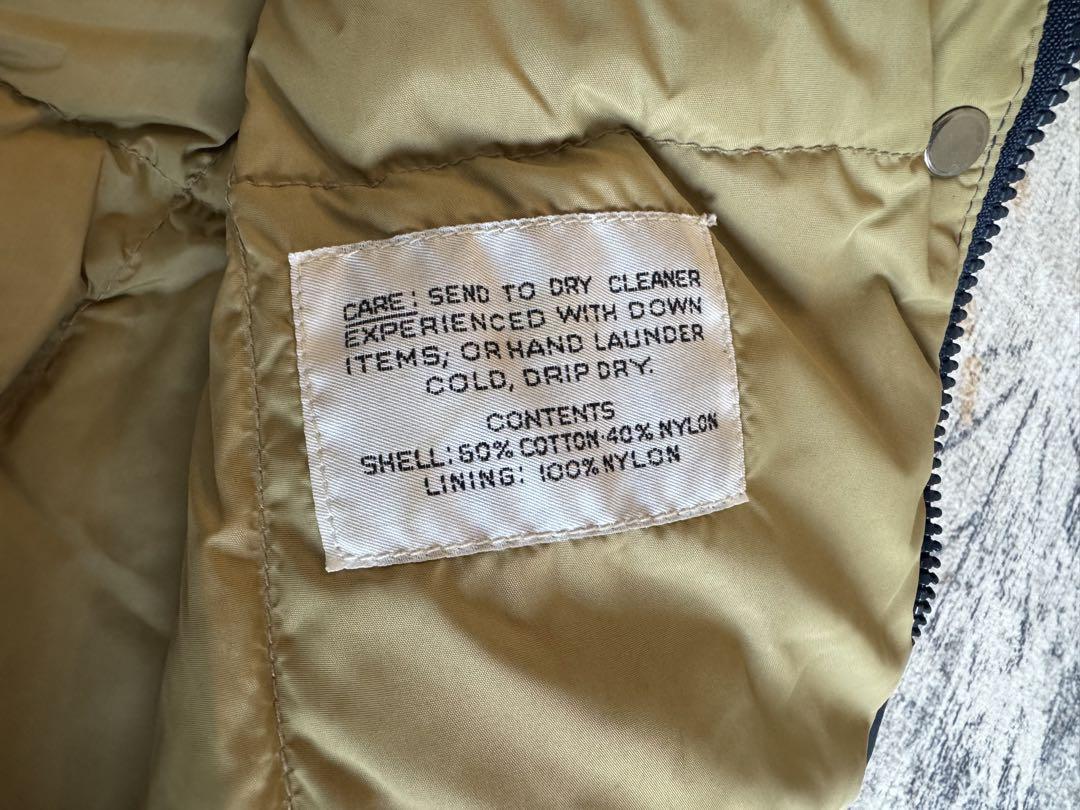 CARE: SEND TO DRY CLEANER
EXPERIENCED WITH DOWN
ITEMS; OR HAND LAUNDER
COLD, DRIP DRY.
CONTENTS
SHELL: 60% COTTON·40% NYLON
LINING: 100% NYLON